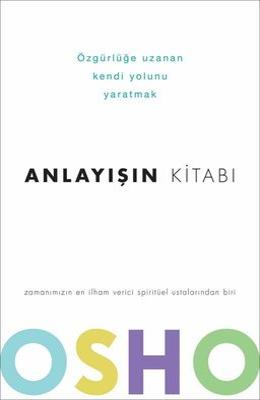 Özgürlüğe uzanan
kendi yolunu
yaratmak
ANLAYIŞIN KİTABI
zamanımızın en ilham verici spiritüel ustalarından biri
OSHO